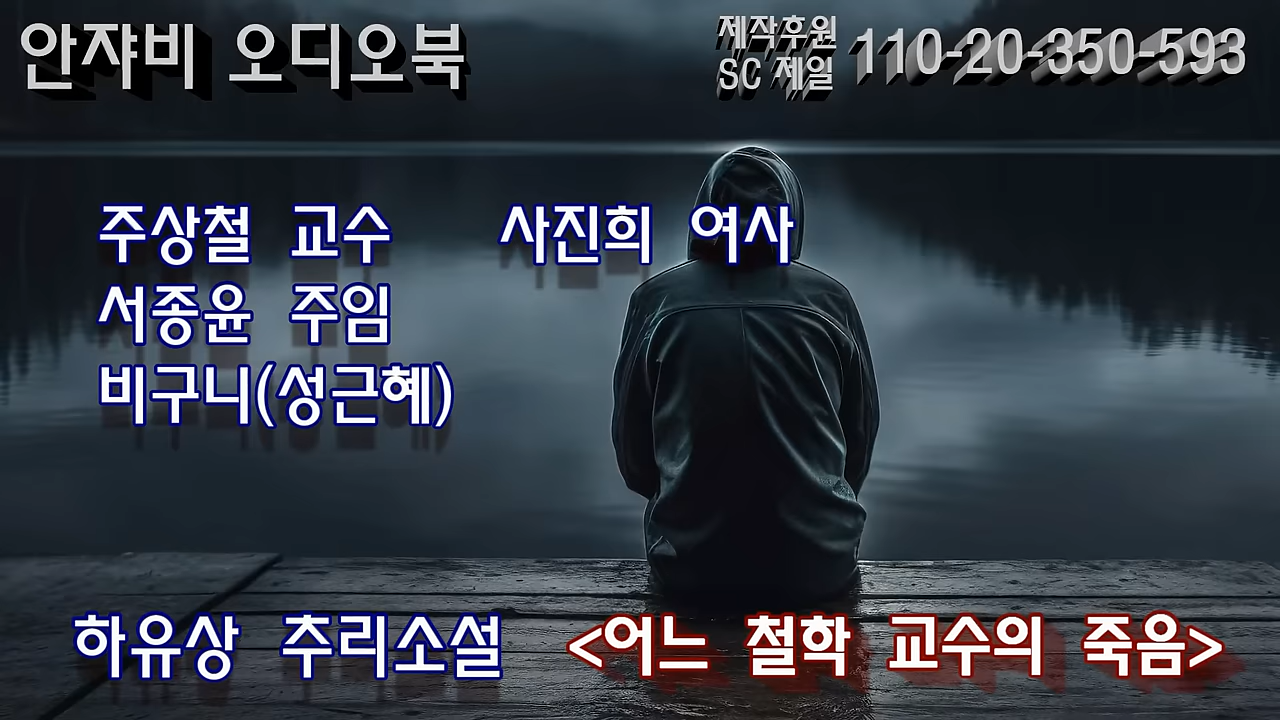 안쟈비 오디오북
제작후원
SC 제일
110-20-350-593
주상철 교수 사진희 여사
서종윤 주임
비구니(성근혜)
하유상 추리소설 <어느 철학 교수의 죽음>